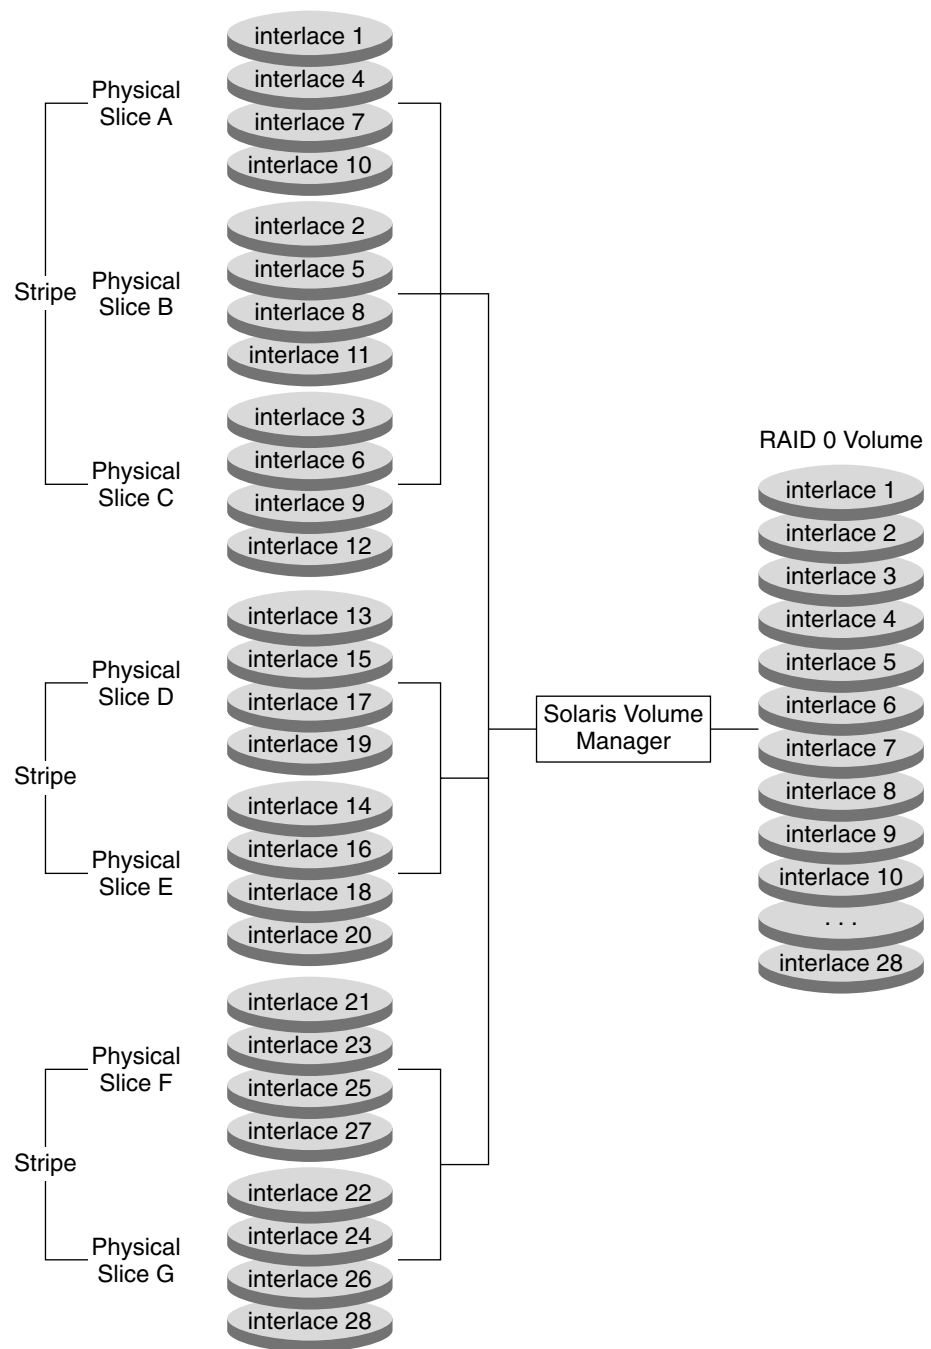 interlace 1
Physical
Slice A
interlace 4
interlace 7
interlace 10
interlace 2
Stripe
Physical
Slice B
interlace 5
interlace 8
interlace 11
interlace 3
Physical
Slice C
interlace 6
interlace 9
interlace 12
interlace 13
Physical
Slice D
interlace 15
interlace 17
interlace 19
Stripe
interlace 14
Physical
Slice E
interlace 16
interlace 18
interlace 20
interlace 21
Physical
Slice F
interlace 23
interlace 25
interlace 27
Stripe
interlace 22
Physical
Slice G
interlace 24
interlace 26
interlace 28
Solaris Volume
Manager
RAID 0 Volume
interlace 1
interlace 2
interlace 3
interlace 4
interlace 5
interlace 6
interlace 7
interlace 8
interlace 9
interlace 10
. . .
interlace 28